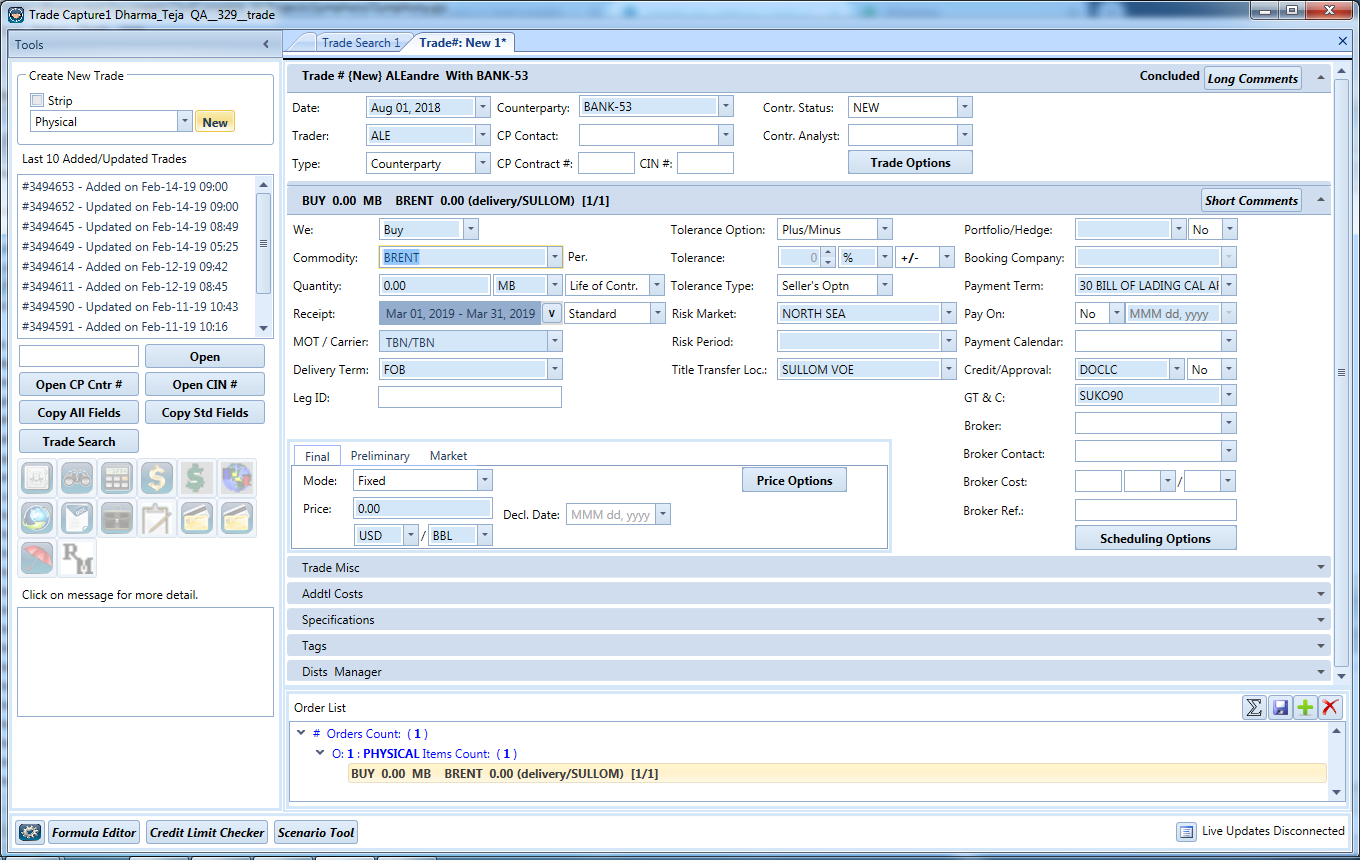 Trade Capture1 Dharma_Teja QA_329_trade
Tools
Create New Trade
Strip
Physical New
Last 10 Added/Updated Trades
#3494653 - Added on Feb-14-19 09:00
#3494652 - Updated on Feb-14-19 09:00
#3494645 - Updated on Feb-14-19 08:49
#3494649 - Updated on Feb-14-19 05:25
#3494614 - Added on Feb-12-19 09:42
#3494611 - Added on Feb-12-19 08:45
#3494590 - Updated on Feb-11-19 10:43
#3494591 - Added on Feb-11-19 10:16
Open
Open CP Cntr # Open CIN #
Copy All Fields Copy Std Fields
Trade Search
RM
Click on message for more detail.
Trade Search 1 Trade#: New 1*
Trade # {New} ALEandre With BANK-53 Concluded Long Comments
Date: Aug 01, 2018 Counterparty: BANK-53 Contr. Status: NEW
Trader: ALE CP Contact: Contr. Analyst:
Type: Counterparty CP Contract #: CIN #: Trade Options
BUY 0.00 MB BRENT 0.00 (delivery/SULLOM) [1/1] Short Comments
We: Buy Tolerance Option: Plus/Minus Portfolio/Hedge: No
Commodity: BRENT Per. Tolerance: 0 % +/- Booking Company:
Quantity: 0.00 MB Life of Contr. Tolerance Type: Seller's Optn Payment Term: 30 BILL OF LADING CAL AF
Receipt: Mar 01, 2019 - Mar 31, 2019 v Standard Risk Market: NORTH SEA Pay On: No MMM dd, yyyy
MOT / Carrier: TBN/TBN Risk Period: Payment Calendar:
Delivery Term: FOB Title Transfer Loc.: SULLOM VOE Credit/Approval: DOCLC No
Leg ID: GT & C: SUKO90
Broker:
Broker Contact:
Broker Cost: /
Broker Ref.:
Scheduling Options
Final Preliminary Market
Mode: Fixed Price Options
Price: 0.00 Decl. Date: MMM dd, yyyy
USD / BBL
Trade Misc
Addtl Costs
Specifications
Tags
Dists Manager
Order List
# Orders Count: ( 1 )
O: 1 : PHYSICAL Items Count: ( 1 )
BUY 0.00 MB BRENT 0.00 (delivery/SULLOM) [1/1]
Formula Editor Credit Limit Checker Scenario Tool Live Updates Disconnected